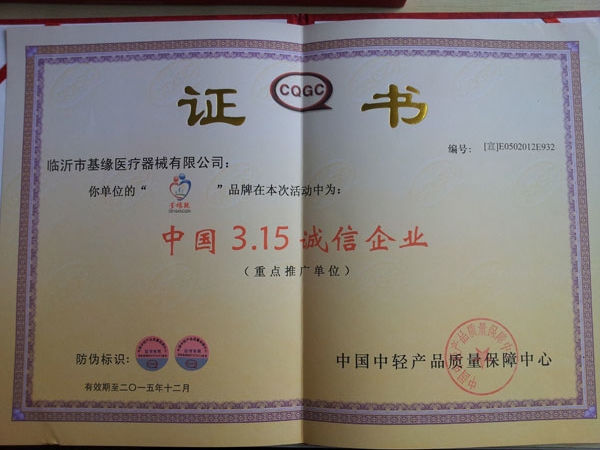 证 CQGC 书
编号： [宣]E0502012E932
临沂市基缘医疗器械有限公司：
你单位的“ ”品牌在本次活动中为：
中国 3.15 诚信企业
（重点推广单位）
防伪标识：
中国中轻产品质量保障中心
有效期至二〇一五年十二月